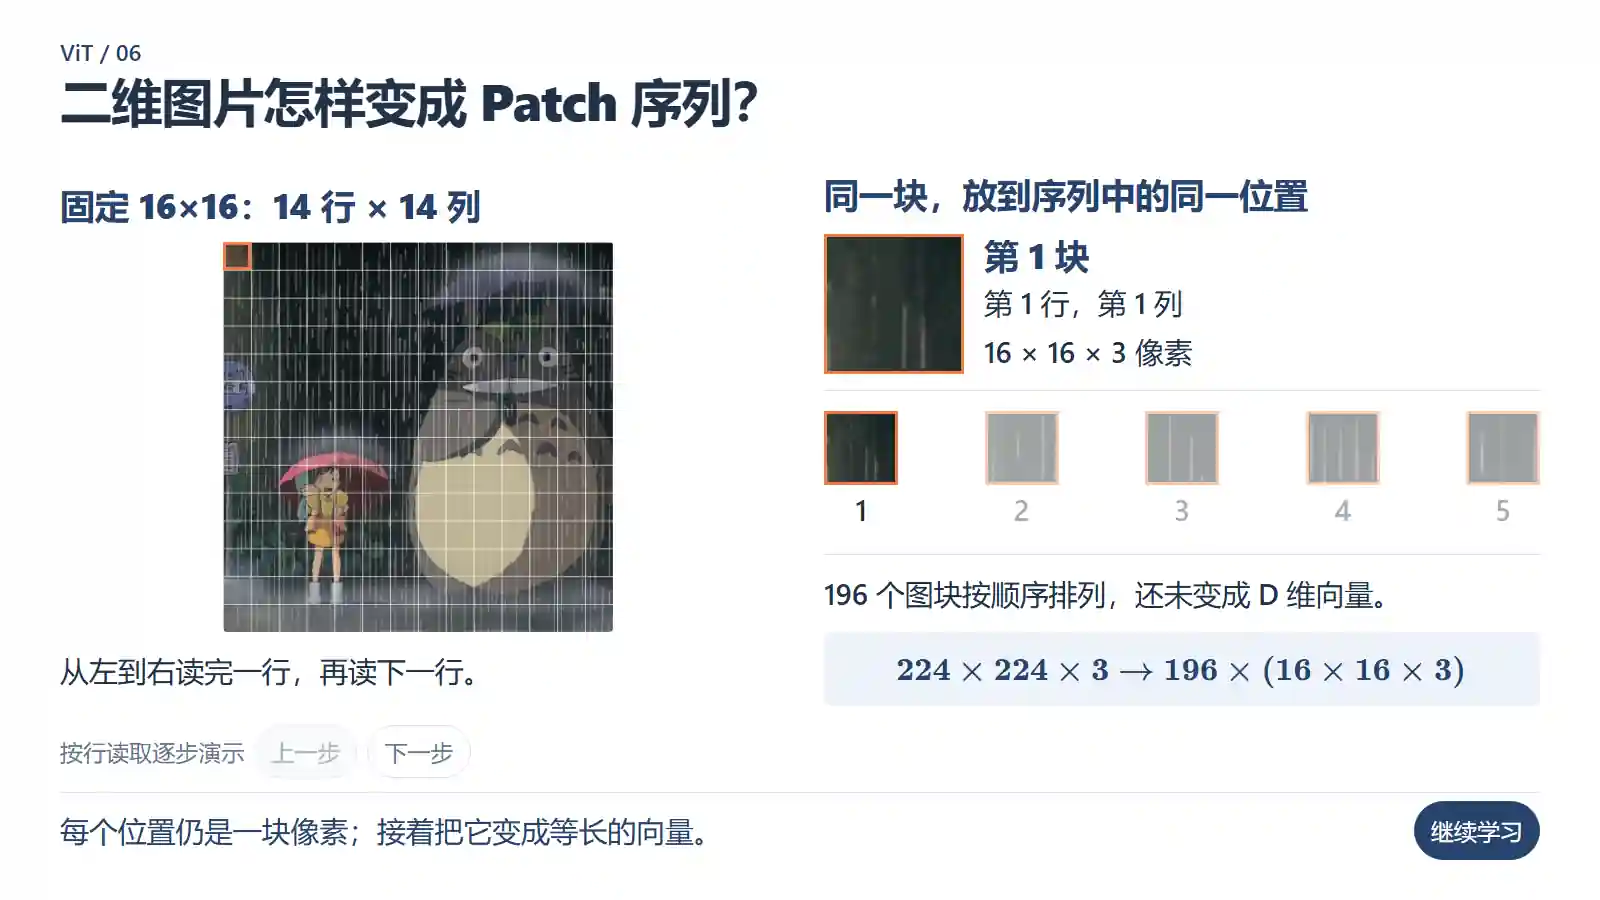 ViT / 06
二维图片怎样变成 Patch 序列？
固定 16×16：14 行 × 14 列
从左到右读完一行，再读下一行。
按行读取逐步演示 上一步 下一步
同一块，放到序列中的同一位置
第 1 块
第 1 行，第 1 列
16 × 16 × 3 像素
1 2 3 4 5
196 个图块按顺序排列，还未变成 D 维向量。
224 × 224 × 3 → 196 × (16 × 16 × 3)
每个位置仍是一块像素；接着把它变成等长的向量。
继续学习